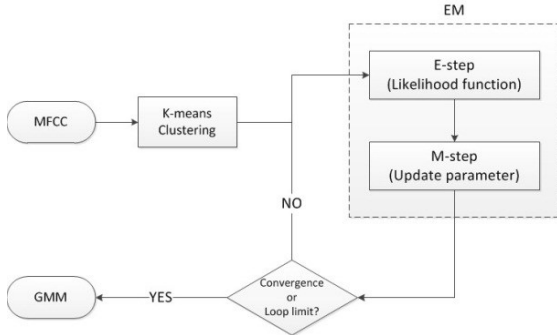 EM
E-step
(Likelihood function)
MFCC
K-means
Clustering
M-step
(Update parameter)
NO
GMM
YES
Convergence
or
Loop limit?